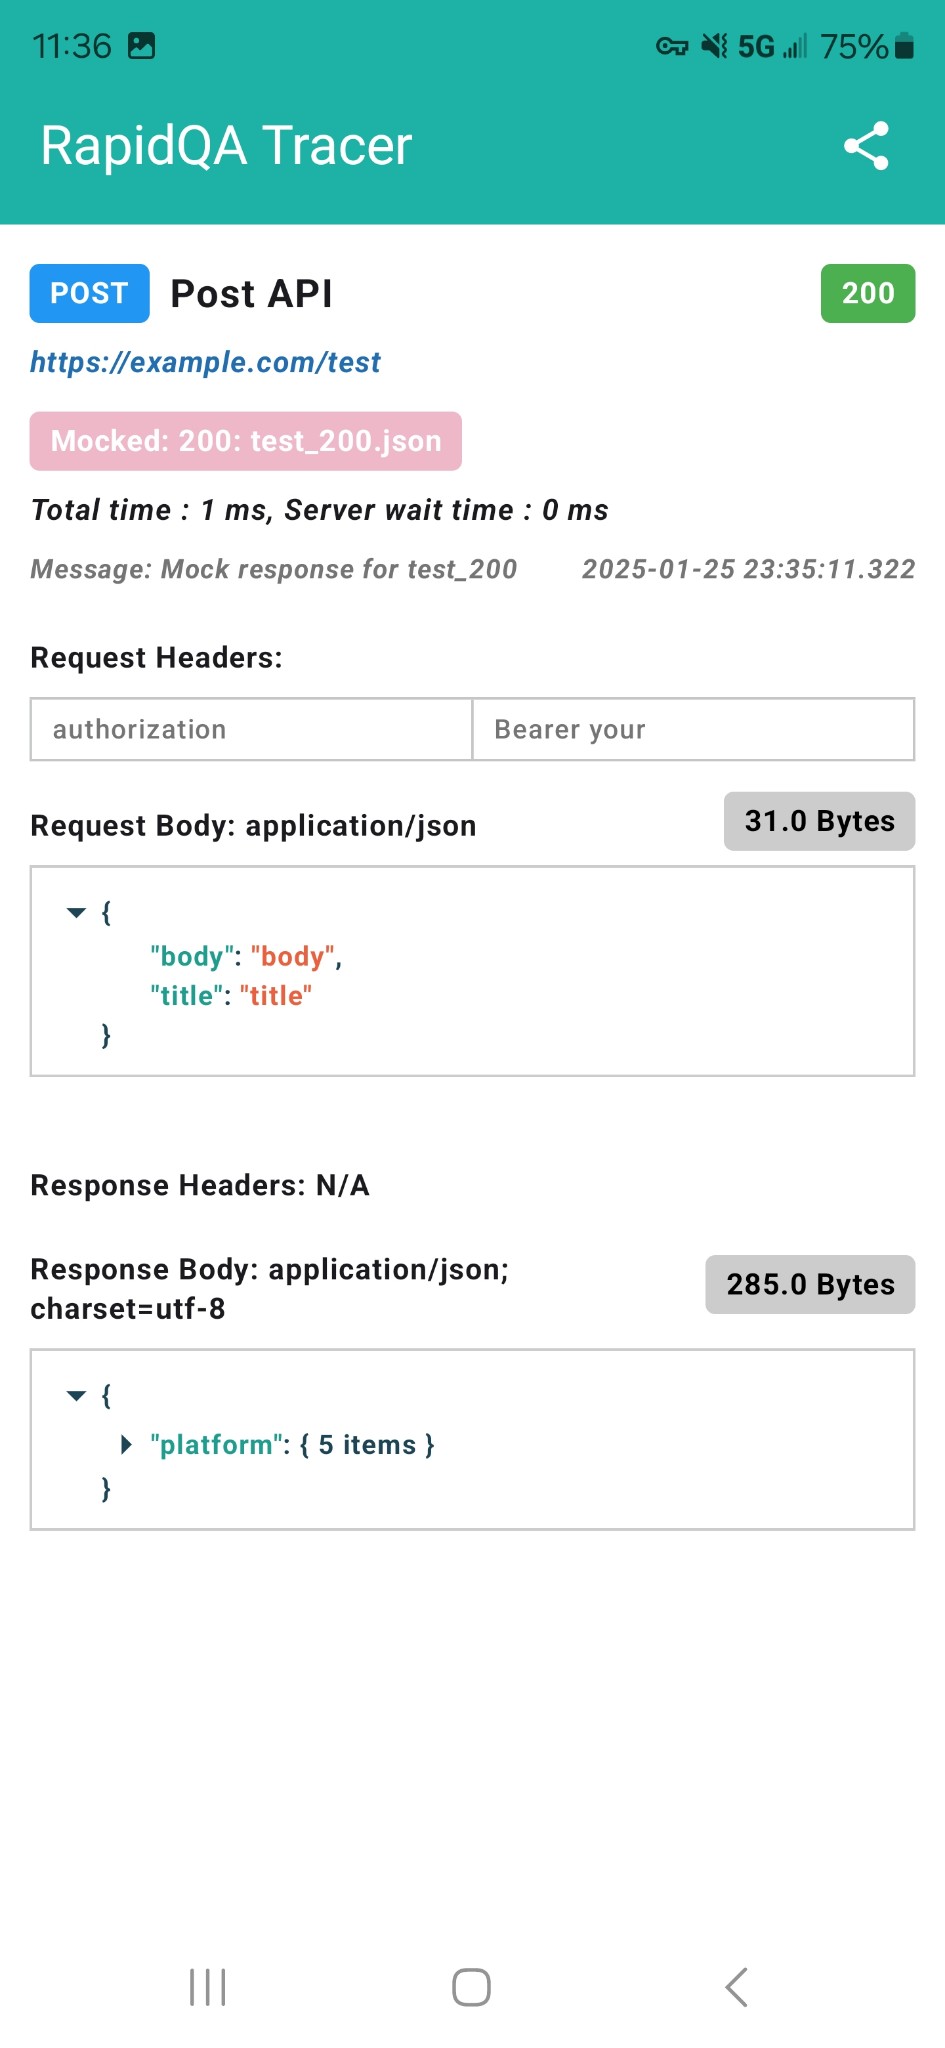 11:36 5G 75%
RapidQA Tracer
POST Post API 200
https://example.com/test
Mocked: 200: test_200.json
Total time : 1 ms, Server wait time : 0 ms
Message: Mock response for test_200 2025-01-25 23:35:11.322
Request Headers:
authorization Bearer your
Request Body: application/json 31.0 Bytes
{
"body": "body",
"title": "title"
}
Response Headers: N/A
Response Body: application/json;
charset=utf-8 285.0 Bytes
{
"platform": { 5 items }
}